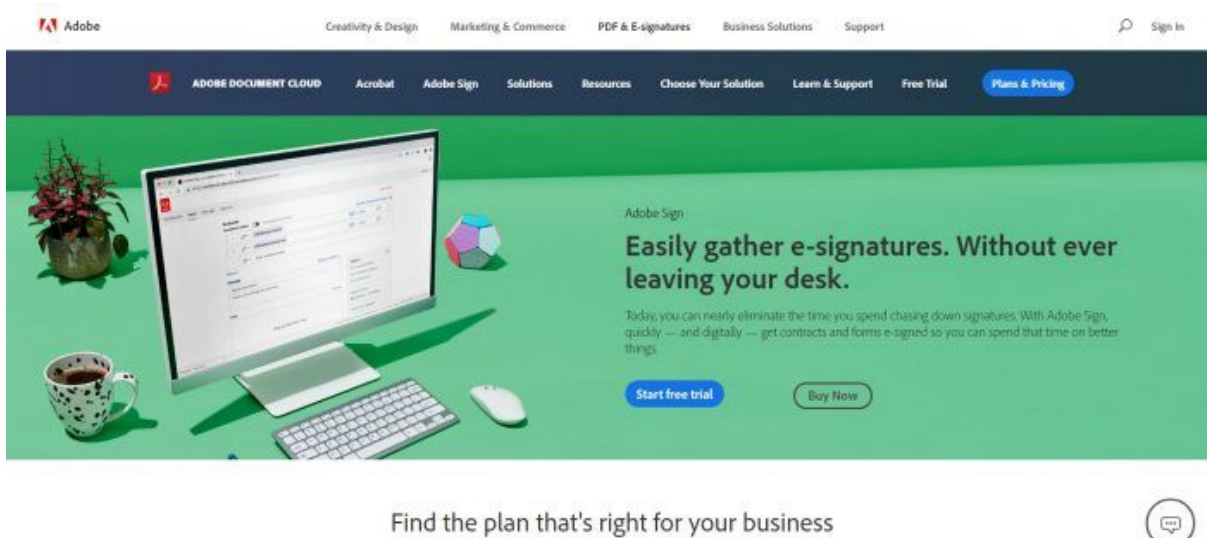 Adobe
Creativity & Design
Marketing & Commerce
PDF & E-signatures
Business Solutions
Support
Sign In
ADOBE DOCUMENT CLOUD
Acrobat
Adobe Sign
Solutions
Resources
Choose Your Solution
Learn & Support
Free Trial
Plans & Pricing
Adobe Sign
Easily gather e-signatures. Without ever
leaving your desk.
Today, you can nearly eliminate the time you spend chasing down signatures. With Adobe Sign,
quickly — and digitally — get contracts and forms e-signed so you can spend that time on better
things.
Start free trial
Buy Now
Find the plan that's right for your business